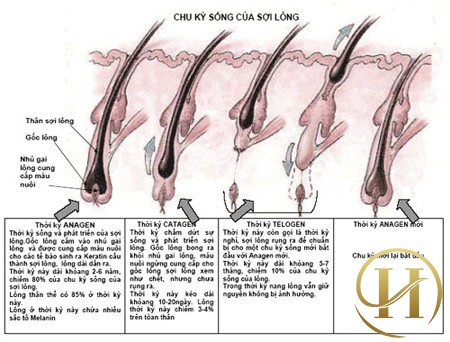 CHU KỲ SỐNG CỦA SỢI LÔNG
Thân sợi lông
Gốc lông
Nhú gai
lông cung
cấp máu
nuôi
Thời kỳ ANAGEN
Thời kỳ sống và phát triển của sợi
lông.Gốc lông cắm vào nhú gai
lông và được cung cấp máu nuôi
cho các tế bào sinh ra Keratin cấu
thành sợi lông, lông dài dần ra.
Thời kỳ này dài khỏang 2-6 năm,
chiếm 80% của chu kỳ sống của
sợi lông.
Lông thân thể có 85% ở thời kỳ
này.
Lông ở thời kỳ này chứa nhiều
sắc tố Melanin
Thời kỳ CATAGEN
Thời kỳ chấm dứt sự
sống và phát triển sợi
lông. Gốc lông bong ra
khỏi nhú gai lông, máu
nuôi ngừng cung cấp cho
gốc lông sợi lông xem
như chết, nhưng chưa
rụng ra.
Thời kỳ này kéo dài
khỏang 10-20ngày. Lông
thời kỳ này chiếm 3-4%
trên tòan thân
Thời kỳ TELOGEN
Thời kỳ này còn gọi là thời kỳ
nghỉ, sợi lông rụng ra để chuẩn
bị cho một chu kỳ sống mới bắt
đầu với Anagen mới.
Thời kỳ này dài khỏang 5-7
tháng, chiếm 10% của chu kỳ
sống của lông.
Trong thời kỳ nang lông vẫn giữ
nguyên không bị ảnh hưởng.
Thời kỳ ANAGEN mới
Chu kỳ mới lại bắt đầu